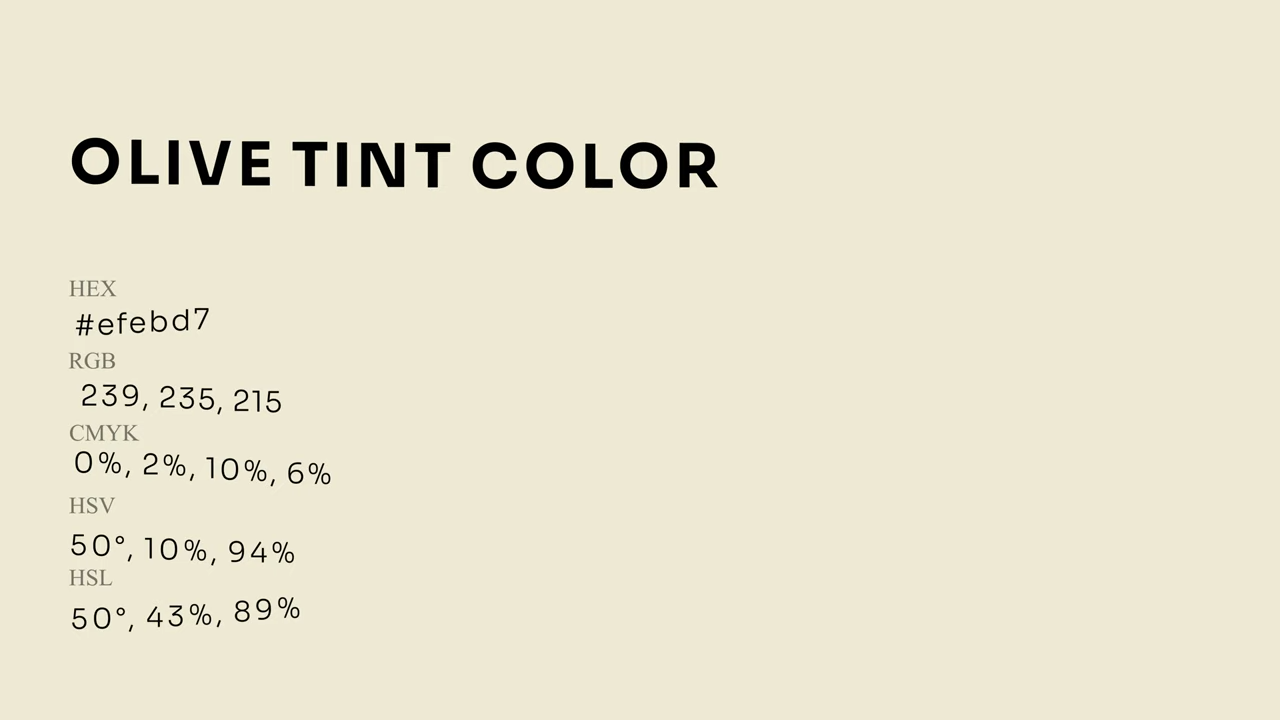 OLIVE TINT COLOR
HEX
#efebd7
RGB
239, 235, 215
CMYK
0%, 2%, 10%, 6%
HSV
50°, 10%, 94%
HSL
50°, 43%, 89%